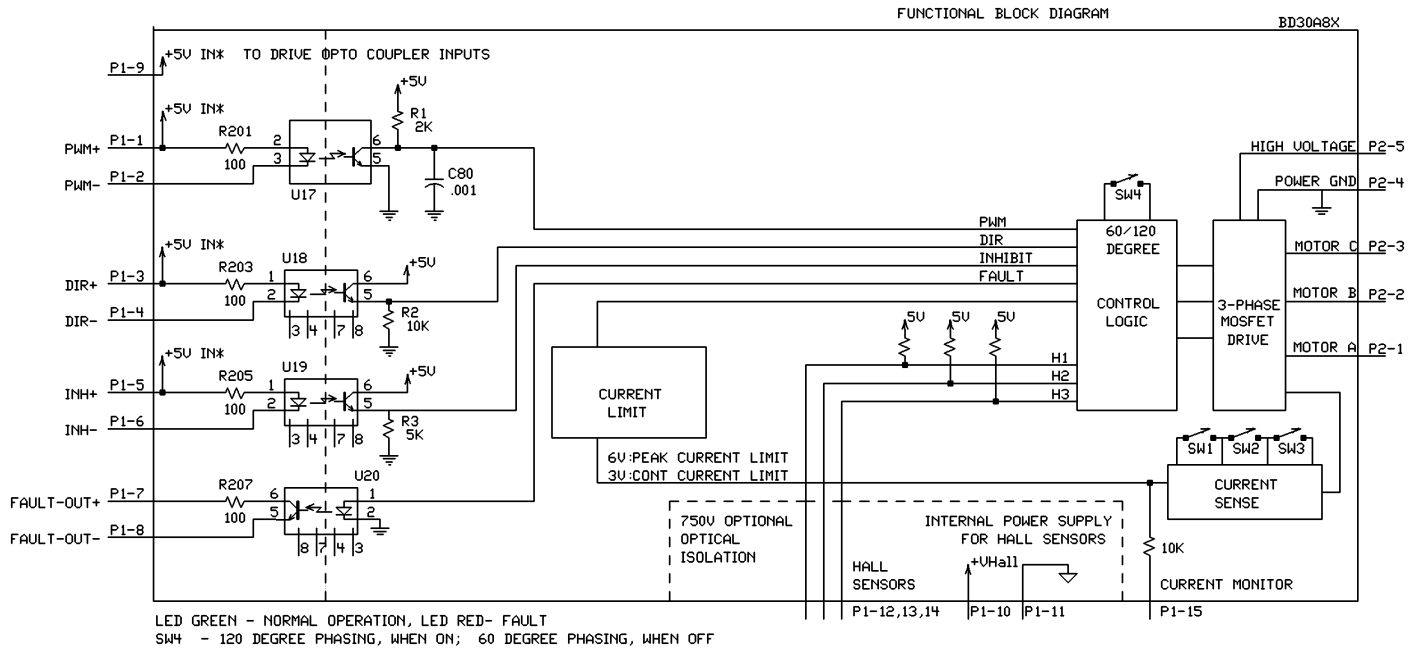 FUNCTIONAL BLOCK DIAGRAM
BD30A8X
+5V IN* TO DRIVE OPTO COUPLER INPUTS
P1-9
+5V
+5V IN*
R1
2K
R201
PWM+ P1-1
100
2
3
6
5
P1-2
PWM-
U17
C80
.001
HIGH VOLTAGE P2-5
POWER GND P2-4
SW4
PWM
DIR
INHIBIT
FAULT
60/120
DEGREE
CONTROL
LOGIC
3-PHASE
MOSFET
DRIVE
MOTOR C P2-3
MOTOR B P2-2
MOTOR A P2-1
+5V IN*
U18
+5V
R203
DIR+ P1-3
100
1
2
6
5
P1-4
DIR-
3 4 7 8
R2
10K
5V 5V 5V
H1
H2
H3
+5V IN*
U19
+5V
R205
INH+ P1-5
100
1
2
6
5
P1-6
INH-
3 4 7 8
R3
5K
CURRENT
LIMIT
6V:PEAK CURRENT LIMIT
3V:CONT CURRENT LIMIT
SW1 SW2 SW3
CURRENT
SENSE
U20
R207
FAULT-OUT+ P1-7
100
6
5
1
2
P1-8
FAULT-OUT-
8 7 4 3
750V OPTIONAL
OPTICAL
ISOLATION
INTERNAL POWER SUPPLY
FOR HALL SENSORS
10K
HALL
SENSORS
+VHall
CURRENT MONITOR
P1-12,13,14 P1-10 P1-11 P1-15
LED GREEN - NORMAL OPERATION, LED RED- FAULT
SW4 - 120 DEGREE PHASING, WHEN ON; 60 DEGREE PHASING, WHEN OFF